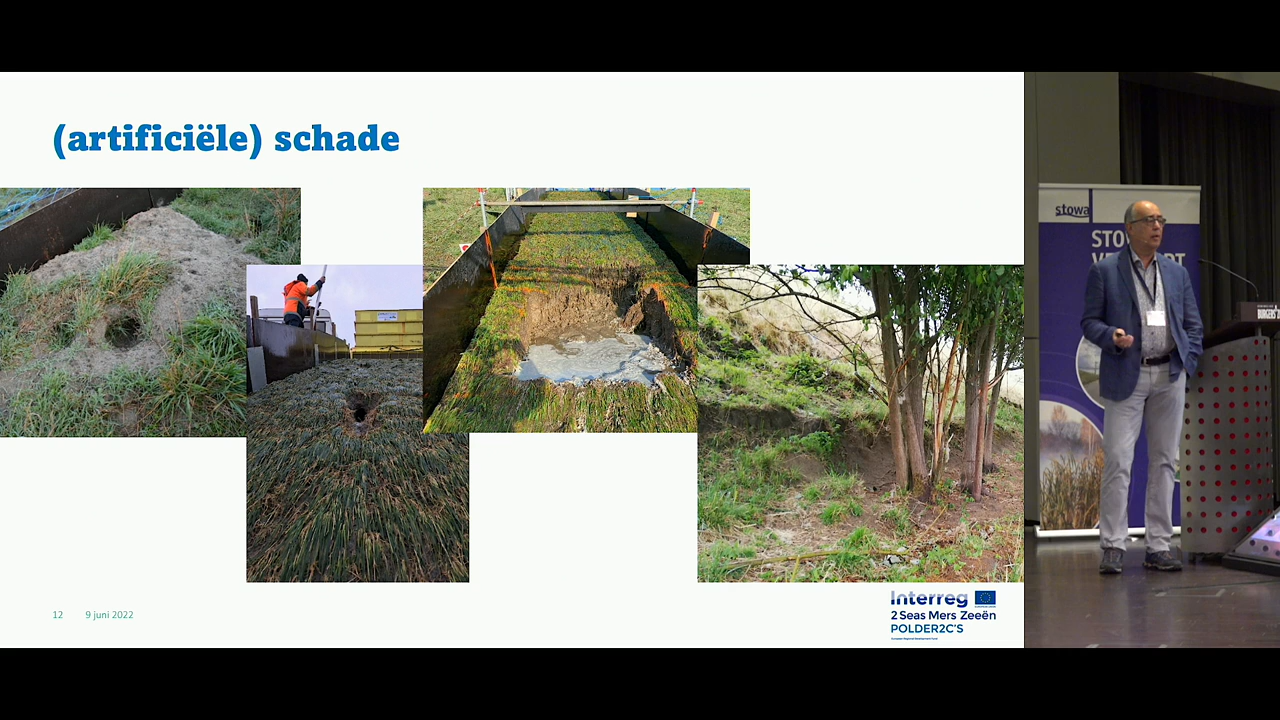 (artificiële) schade
12 9 juni 2022
Interreg
2 Seas Mers Zeeën
POLDER2C'S
stowa